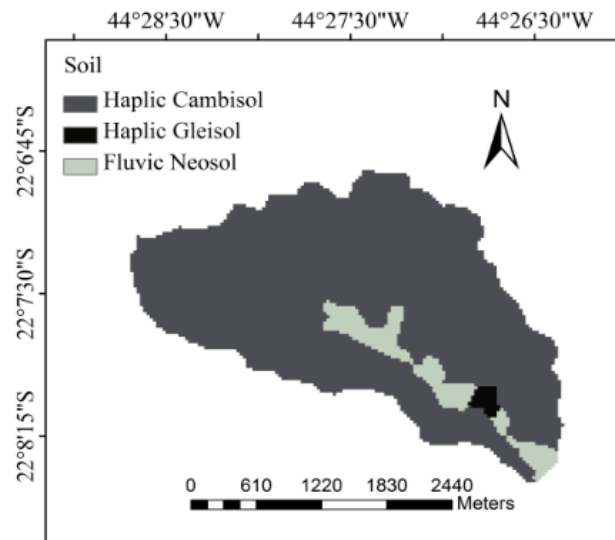 44°28'30"W 44°27'30"W 44°26'30"W
Soil
Haplic Cambisol
Haplic Gleisol
Fluvic Neosol
N
22°6'45"S
22°7'30"S
22°8'15"S
0 610 1220 1830 2440
Meters